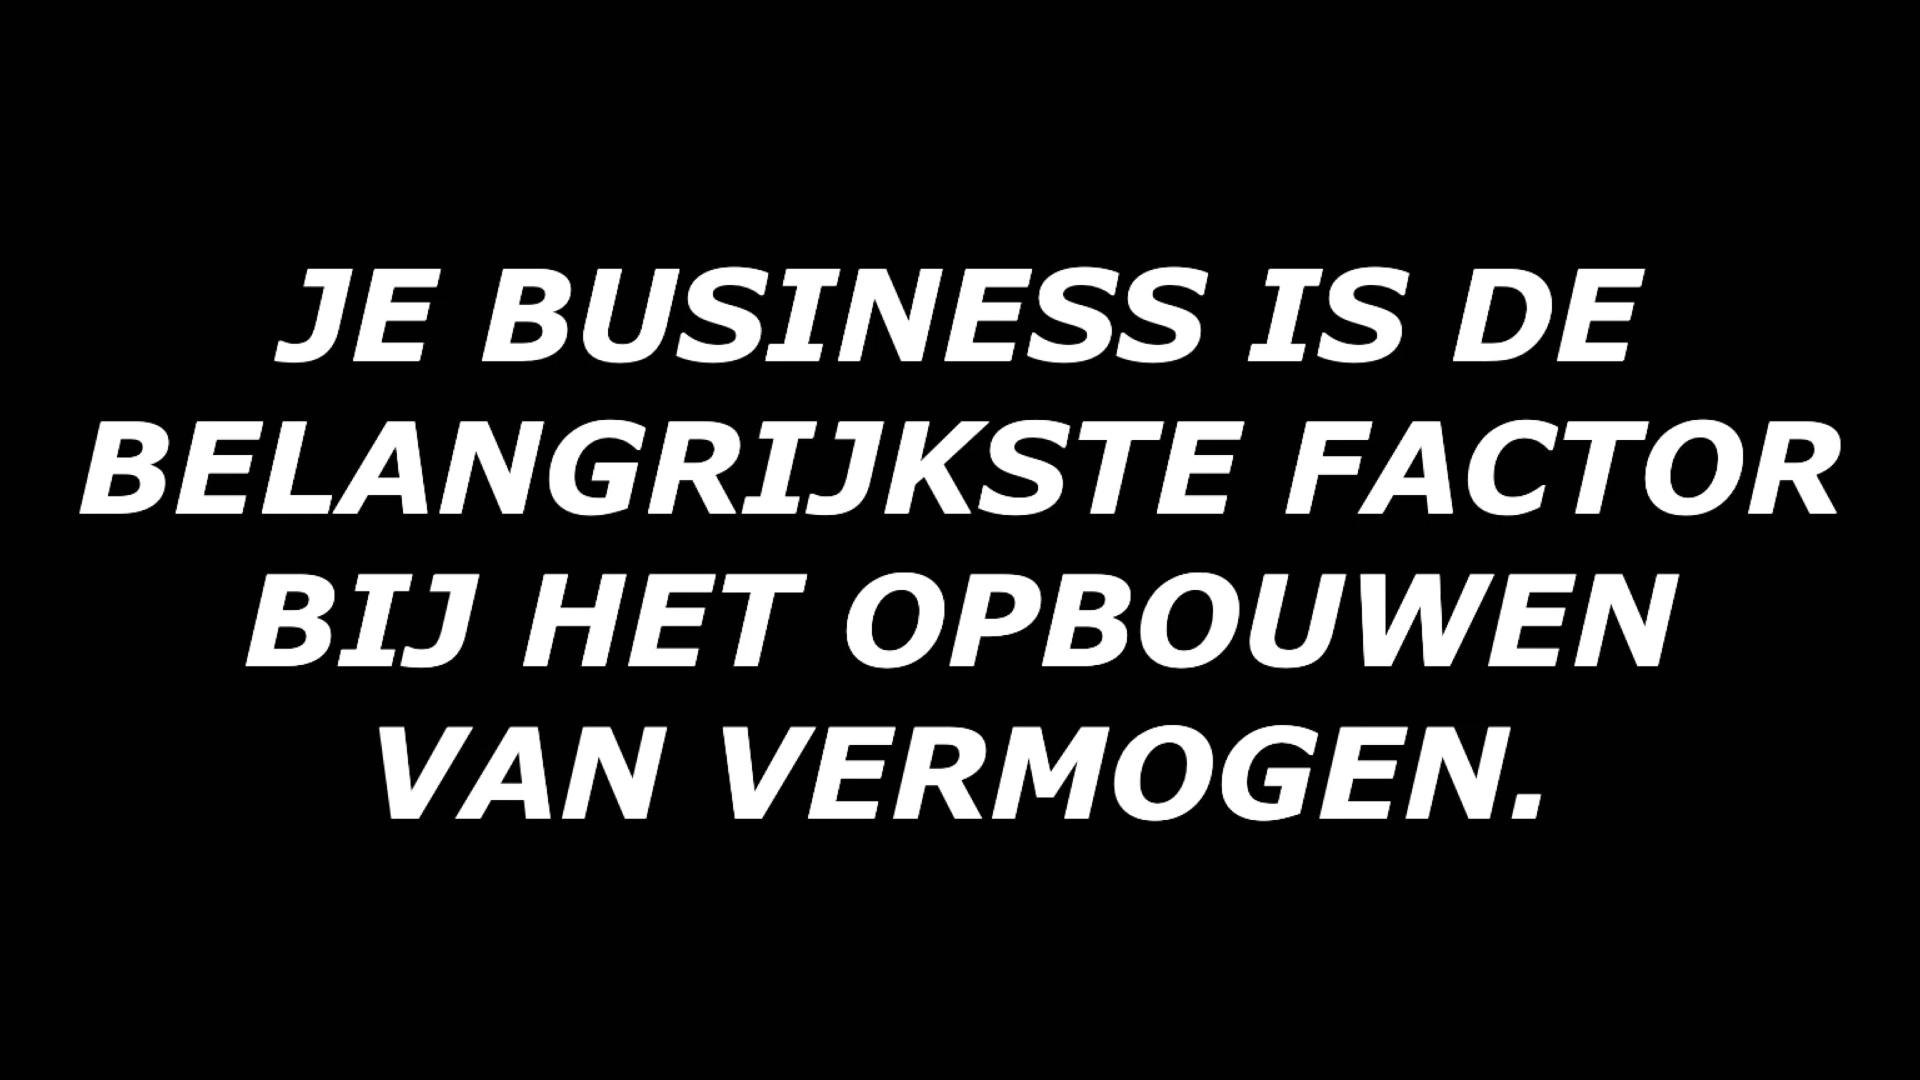 JE BUSINESS IS DE
BELANGRIJKSTE FACTOR
BIJ HET OPBOUWEN
VAN VERMOGEN.